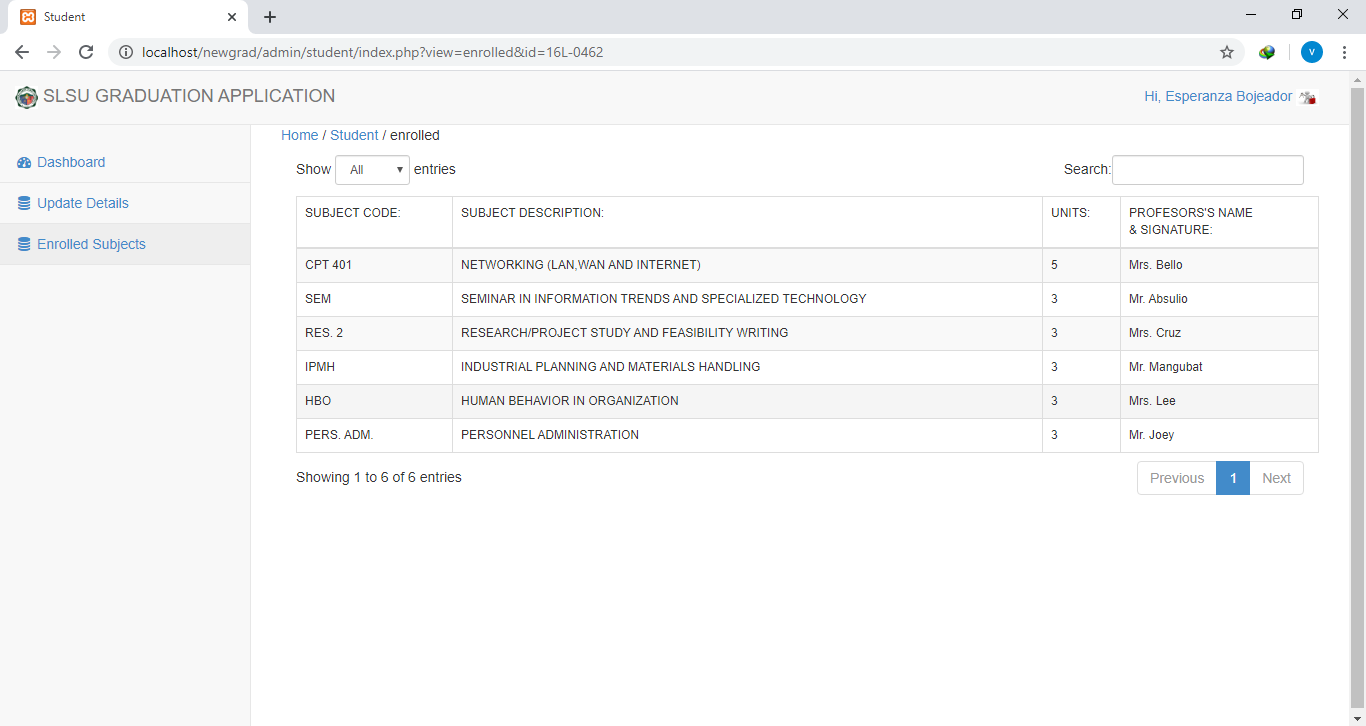 Student
localhost/newgrad/admin/student/index.php?view=enrolled&id=16L-0462
V
SLSU GRADUATION APPLICATION
Hi, Esperanza Bojeador
Dashboard
Update Details
Enrolled Subjects
Home / Student / enrolled
Show All entries
Search:
SUBJECT CODE: SUBJECT DESCRIPTION: UNITS: PROFESORS'S NAME
& SIGNATURE:
CPT 401 NETWORKING (LAN,WAN AND INTERNET) 5 Mrs. Bello
SEM SEMINAR IN INFORMATION TRENDS AND SPECIALIZED TECHNOLOGY 3 Mr. Absulio
RES. 2 RESEARCH/PROJECT STUDY AND FEASIBILITY WRITING 3 Mrs. Cruz
IPMH INDUSTRIAL PLANNING AND MATERIALS HANDLING 3 Mr. Mangubat
HBO HUMAN BEHAVIOR IN ORGANIZATION 3 Mrs. Lee
PERS. ADM. PERSONNEL ADMINISTRATION 3 Mr. Joey
Showing 1 to 6 of 6 entries
Previous 1 Next